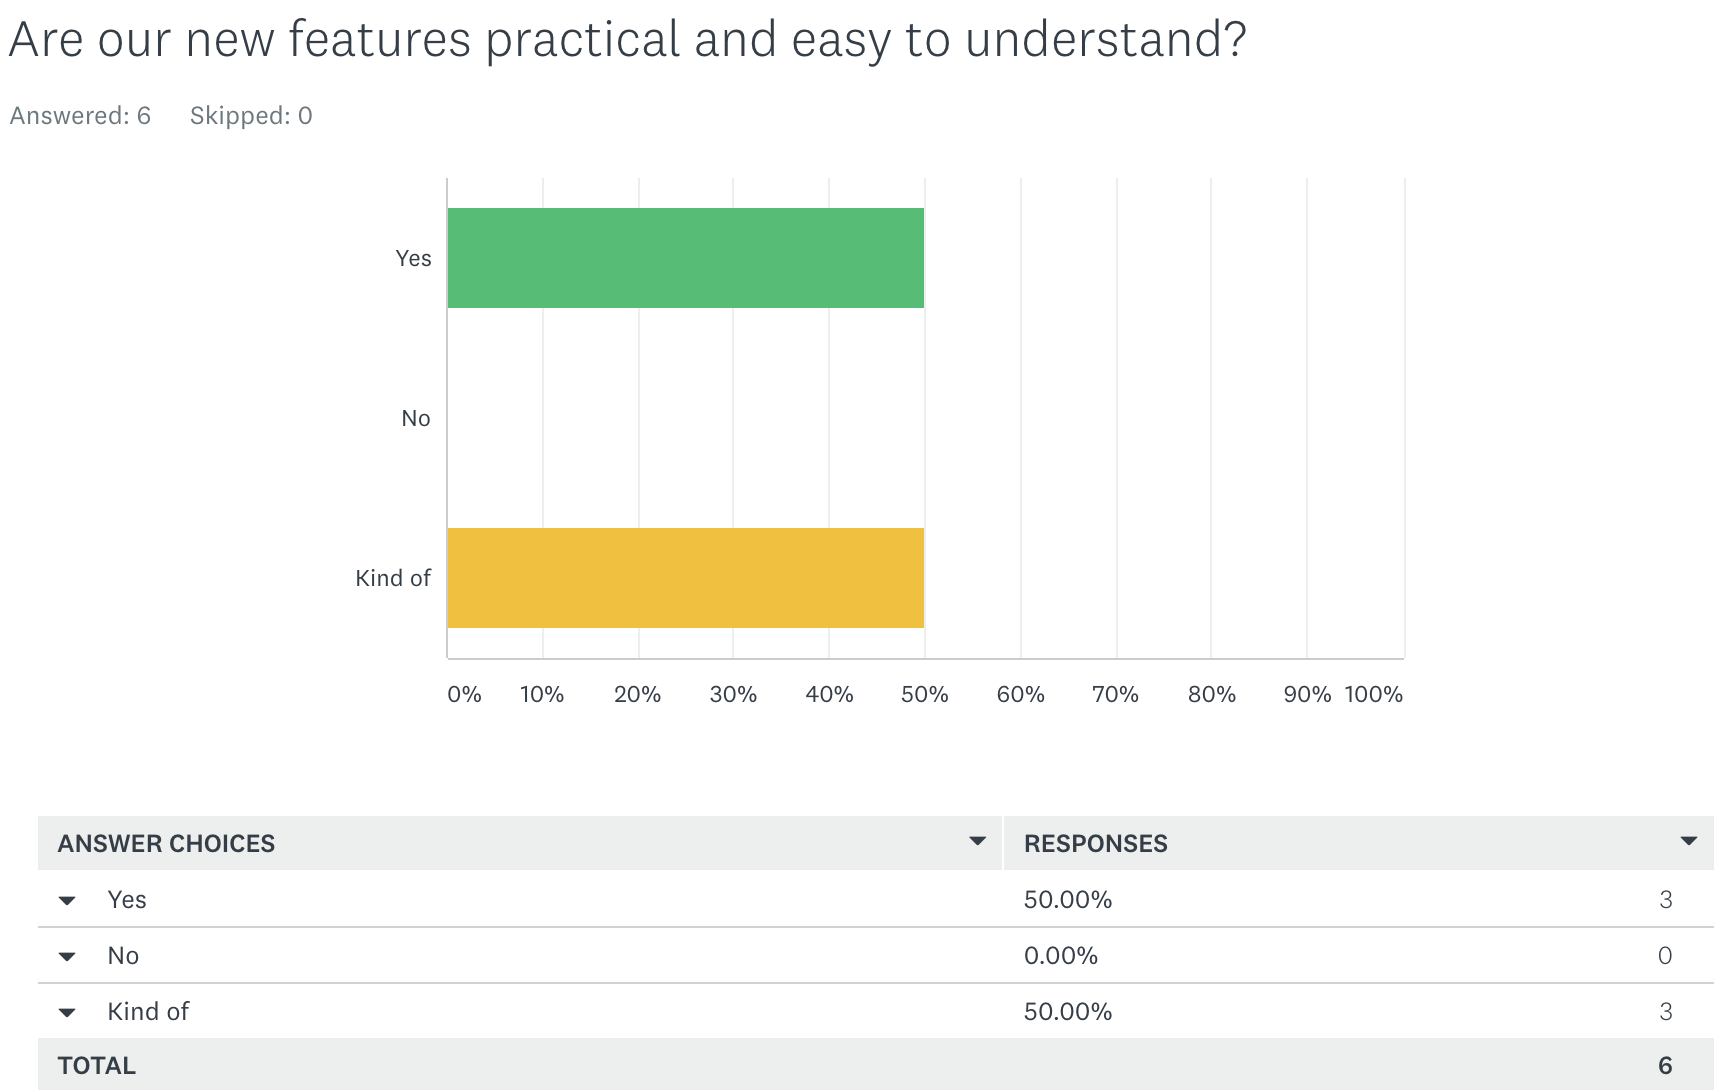 Are our new features practical and easy to understand?
Answered: 6 Skipped: 0
Yes
No
Kind of
0% 10% 20% 30% 40% 50% 60% 70% 80% 90% 100%
ANSWER CHOICES RESPONSES
Yes 50.00% 3
No 0.00% 0
Kind of 50.00% 3
TOTAL 6